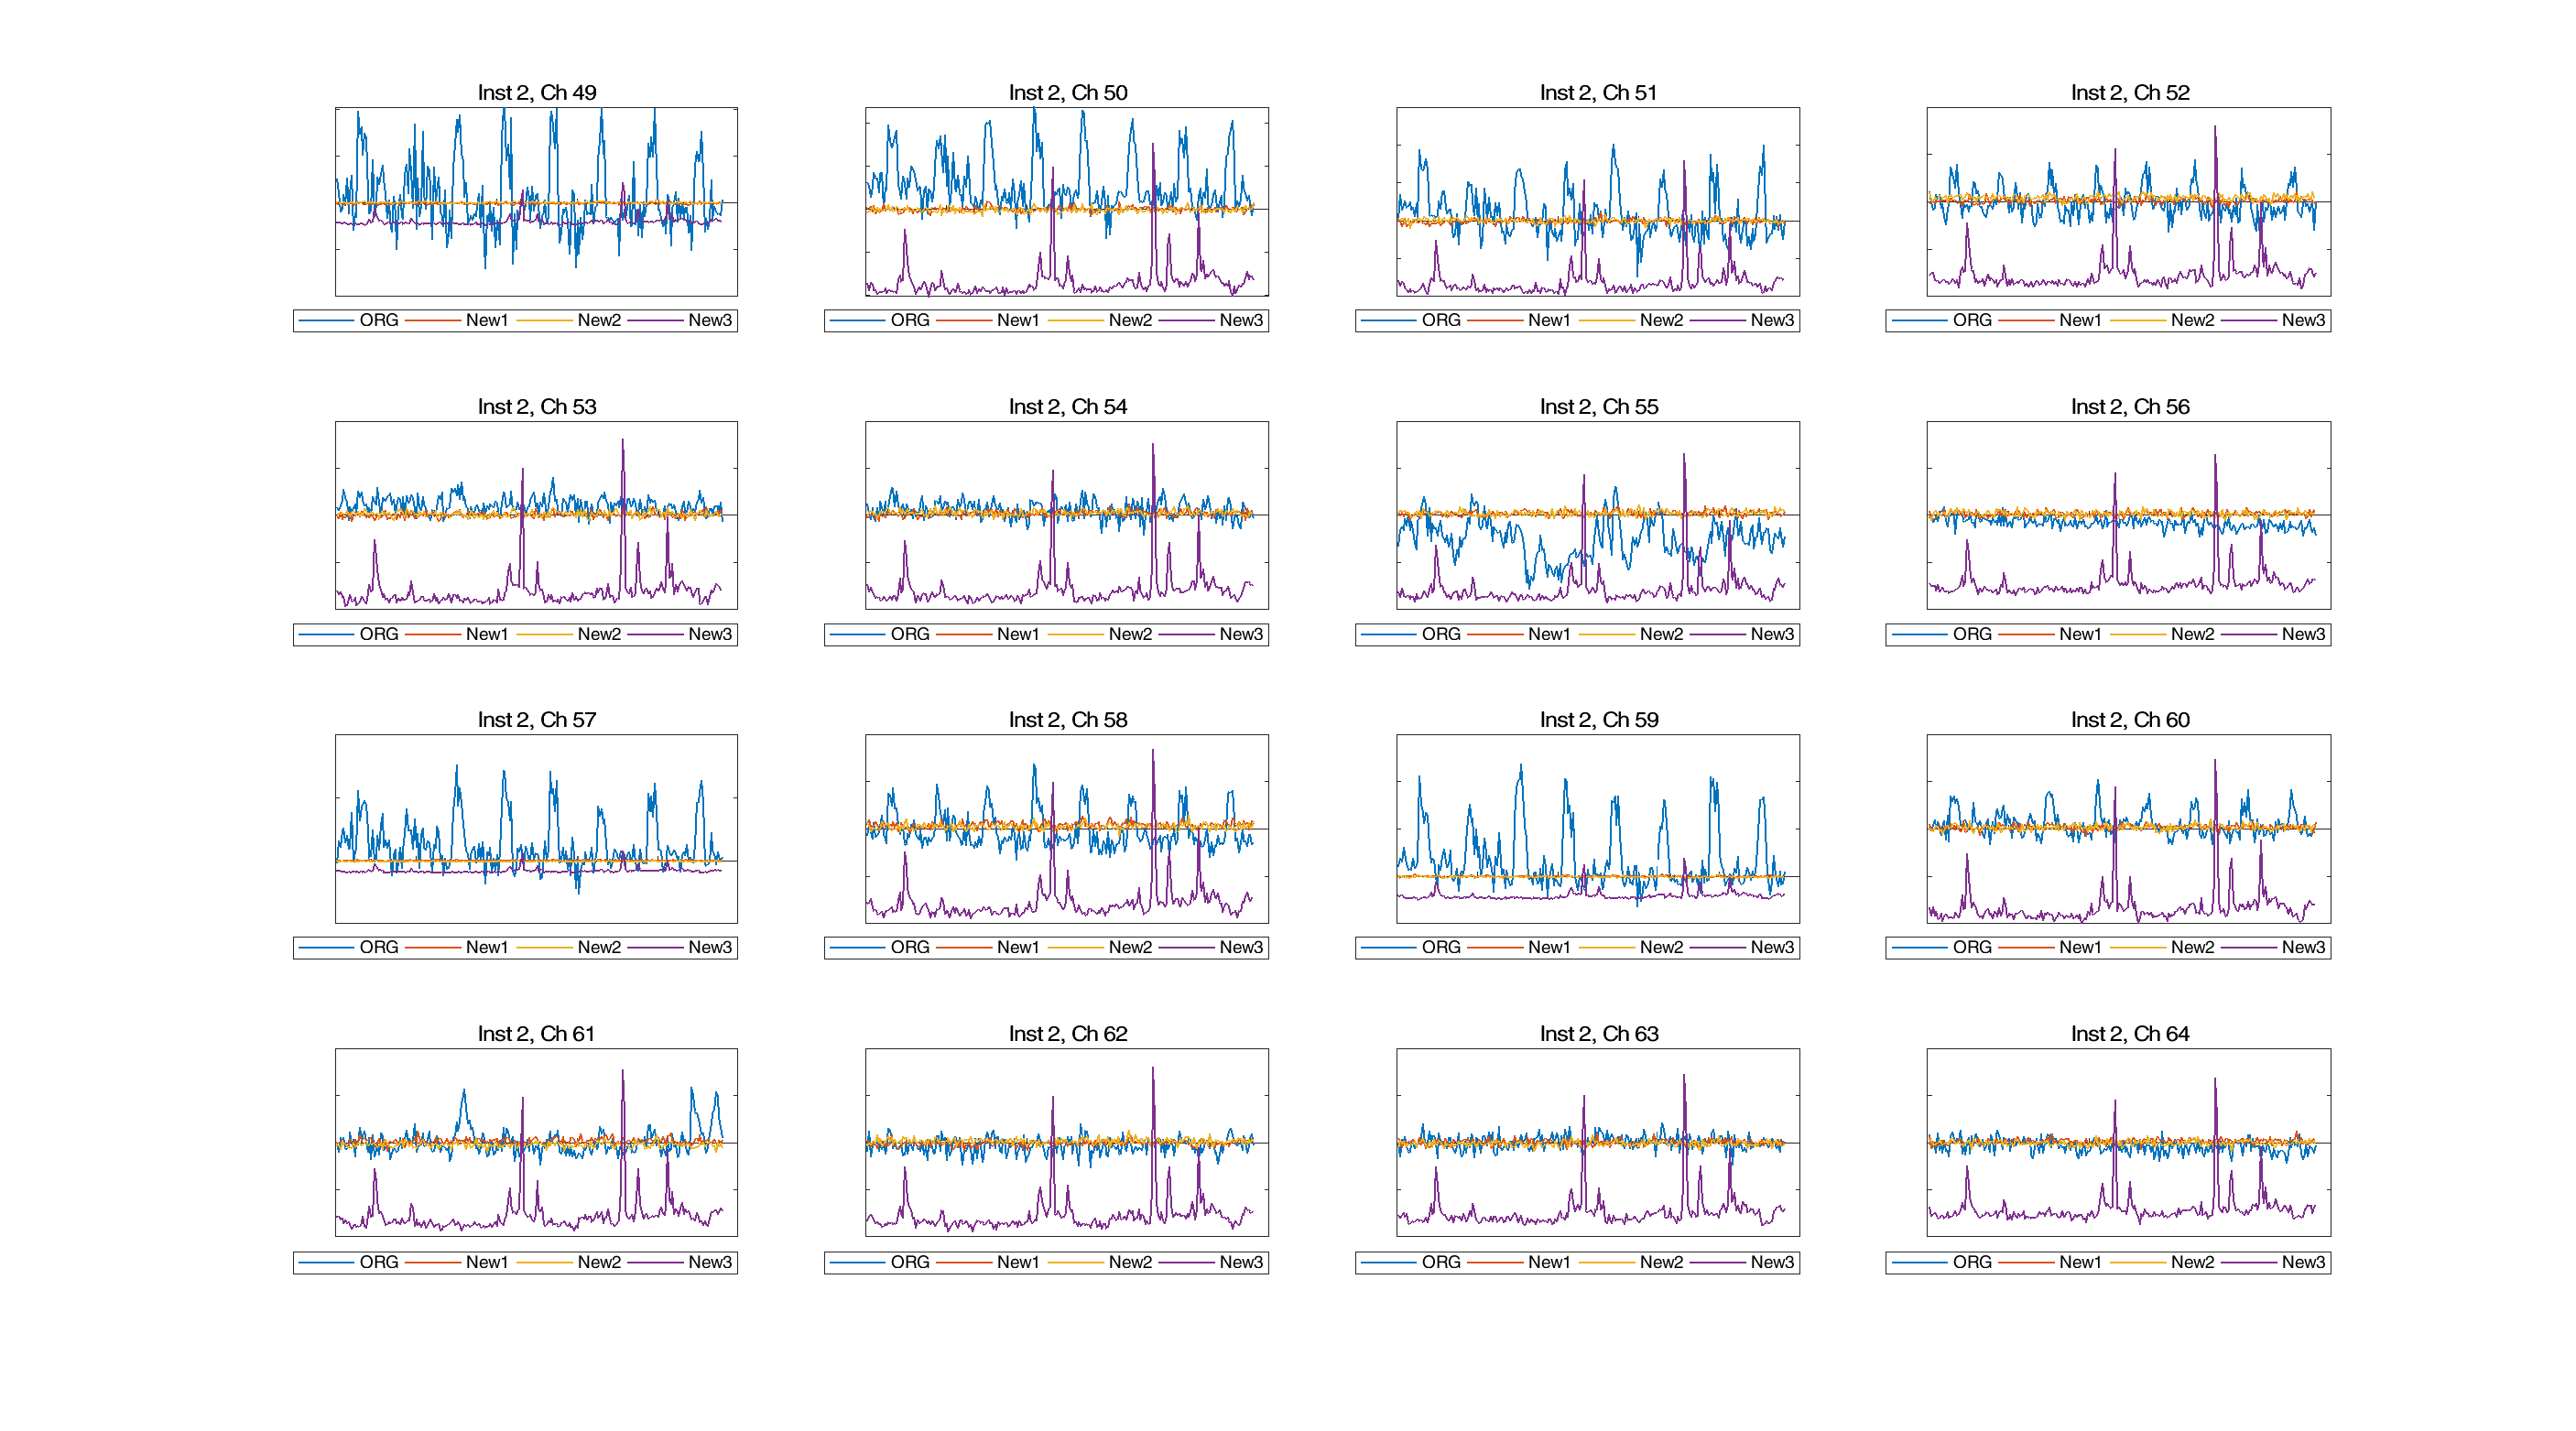 Inst 2, Ch 49
Inst 2, Ch 50
Inst 2, Ch 51
Inst 2, Ch 52
ORG New1 New2 New3
ORG New1 New2 New3
ORG New1 New2 New3
ORG New1 New2 New3
Inst 2, Ch 53
Inst 2, Ch 54
Inst 2, Ch 55
Inst 2, Ch 56
ORG New1 New2 New3
ORG New1 New2 New3
ORG New1 New2 New3
ORG New1 New2 New3
Inst 2, Ch 57
Inst 2, Ch 58
Inst 2, Ch 59
Inst 2, Ch 60
ORG New1 New2 New3
ORG New1 New2 New3
ORG New1 New2 New3
ORG New1 New2 New3
Inst 2, Ch 61
Inst 2, Ch 62
Inst 2, Ch 63
Inst 2, Ch 64
ORG New1 New2 New3
ORG New1 New2 New3
ORG New1 New2 New3
ORG New1 New2 New3